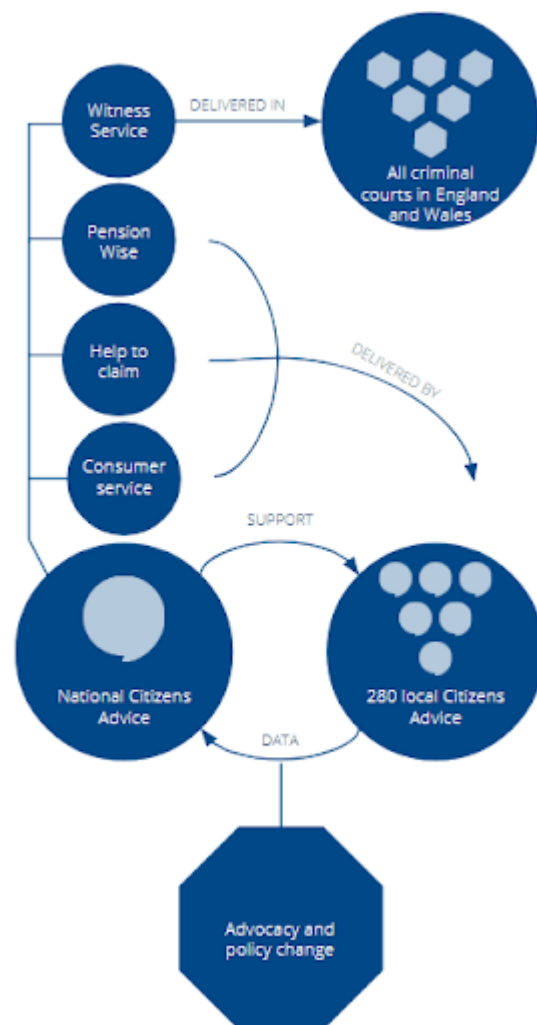 Witness
Service
DELIVERED IN
All criminal
courts in England
and Wales
Pension
Wise
Help to
claim
DELIVERED BY
Consumer
service
SUPPORT
National Citizens
Advice
280 local Citizens
Advice
DATA
Advocacy and
policy change